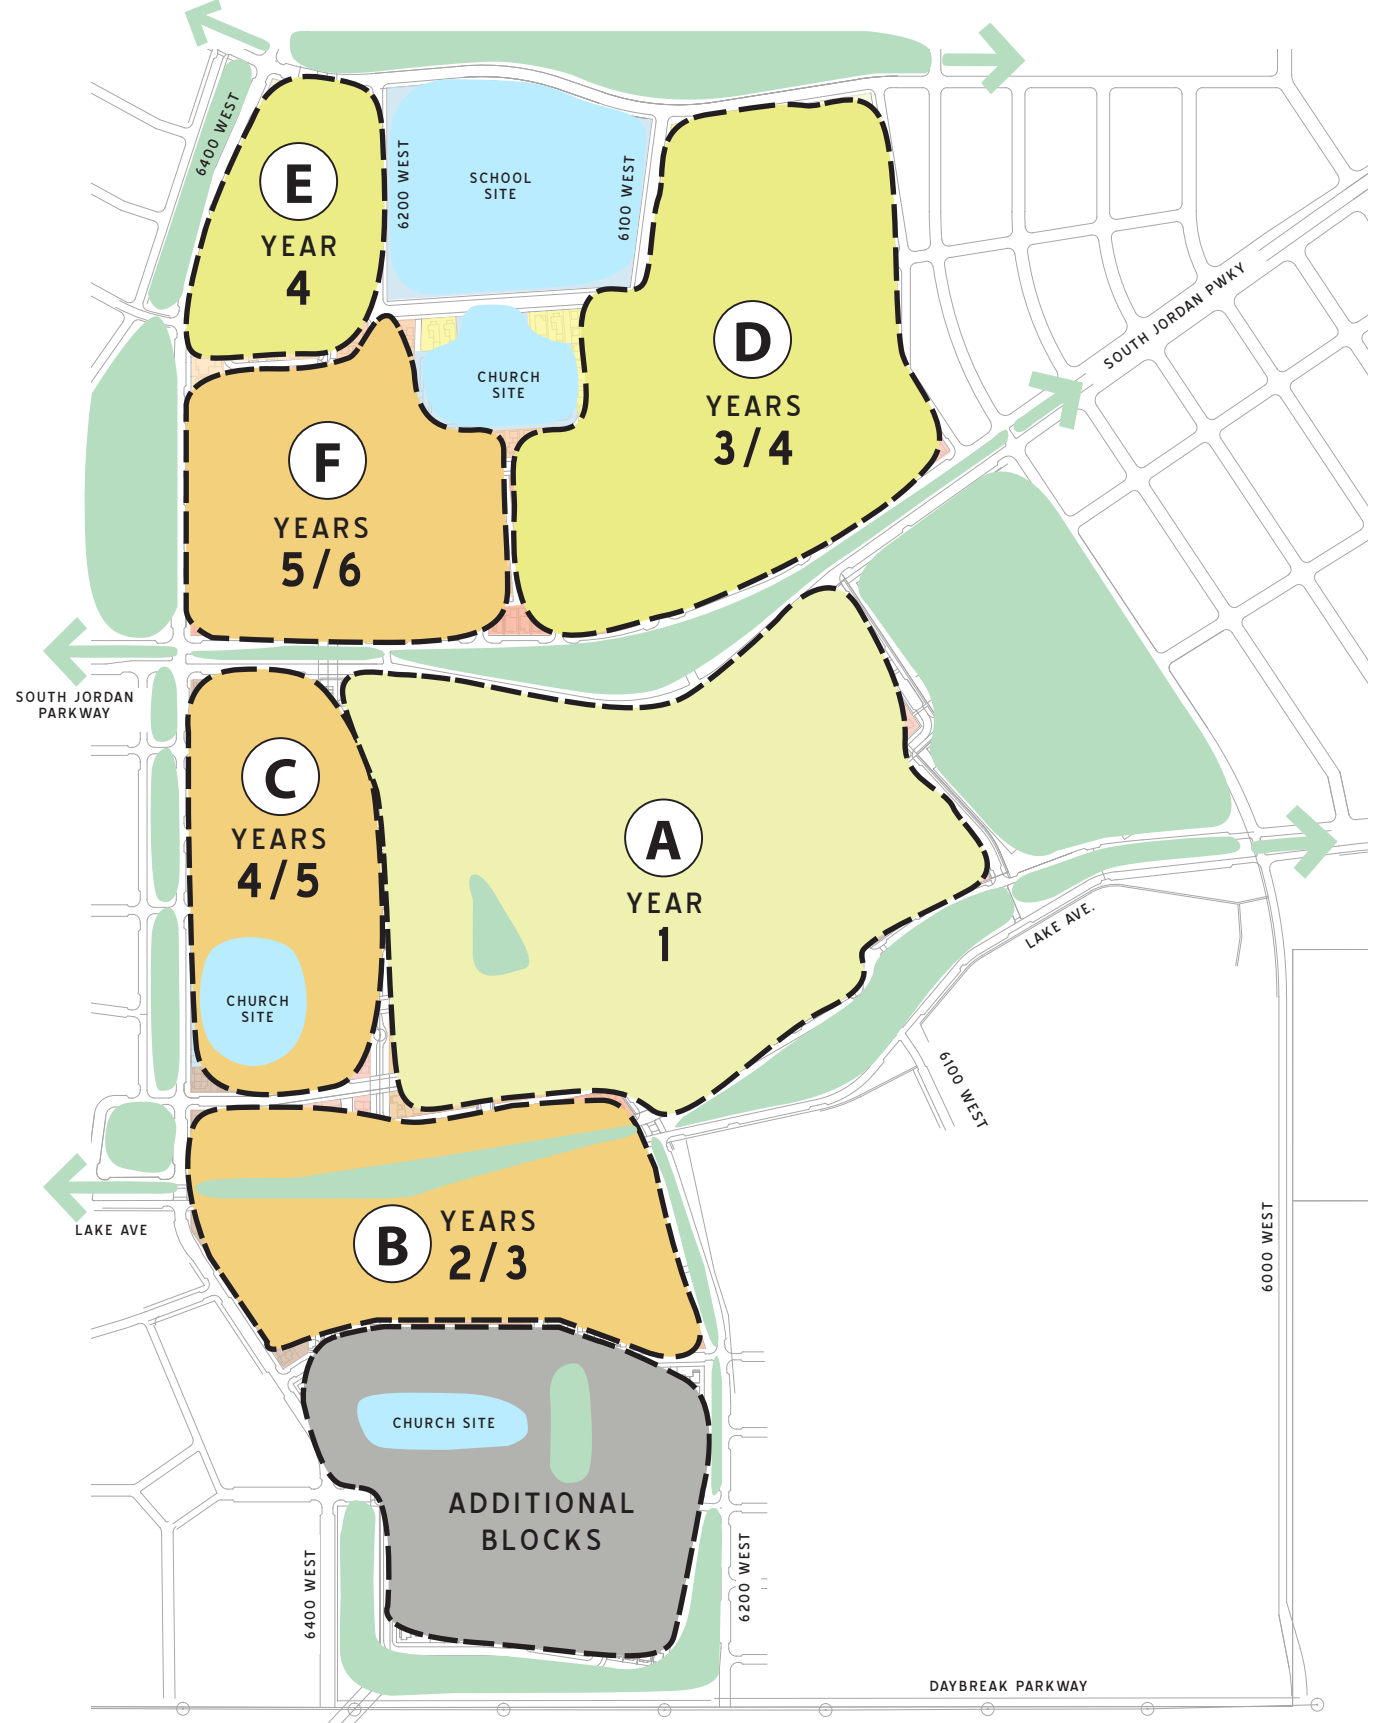 6400 WEST
E
YEAR
4
6200 WEST
SCHOOL
SITE
6100 WEST
SOUTH JORDAN PWKY
D
YEARS
3/4
CHURCH
SITE
F
YEARS
5/6
SOUTH JORDAN
PARKWAY
C
YEARS
4/5
A
YEAR
1
CHURCH
SITE
LAKE AVE.
6100 WEST
LAKE AVE
B
YEARS
2/3
6000 WEST
CHURCH SITE
ADDITIONAL
BLOCKS
6400 WEST
6200 WEST
DAYBREAK PARKWAY